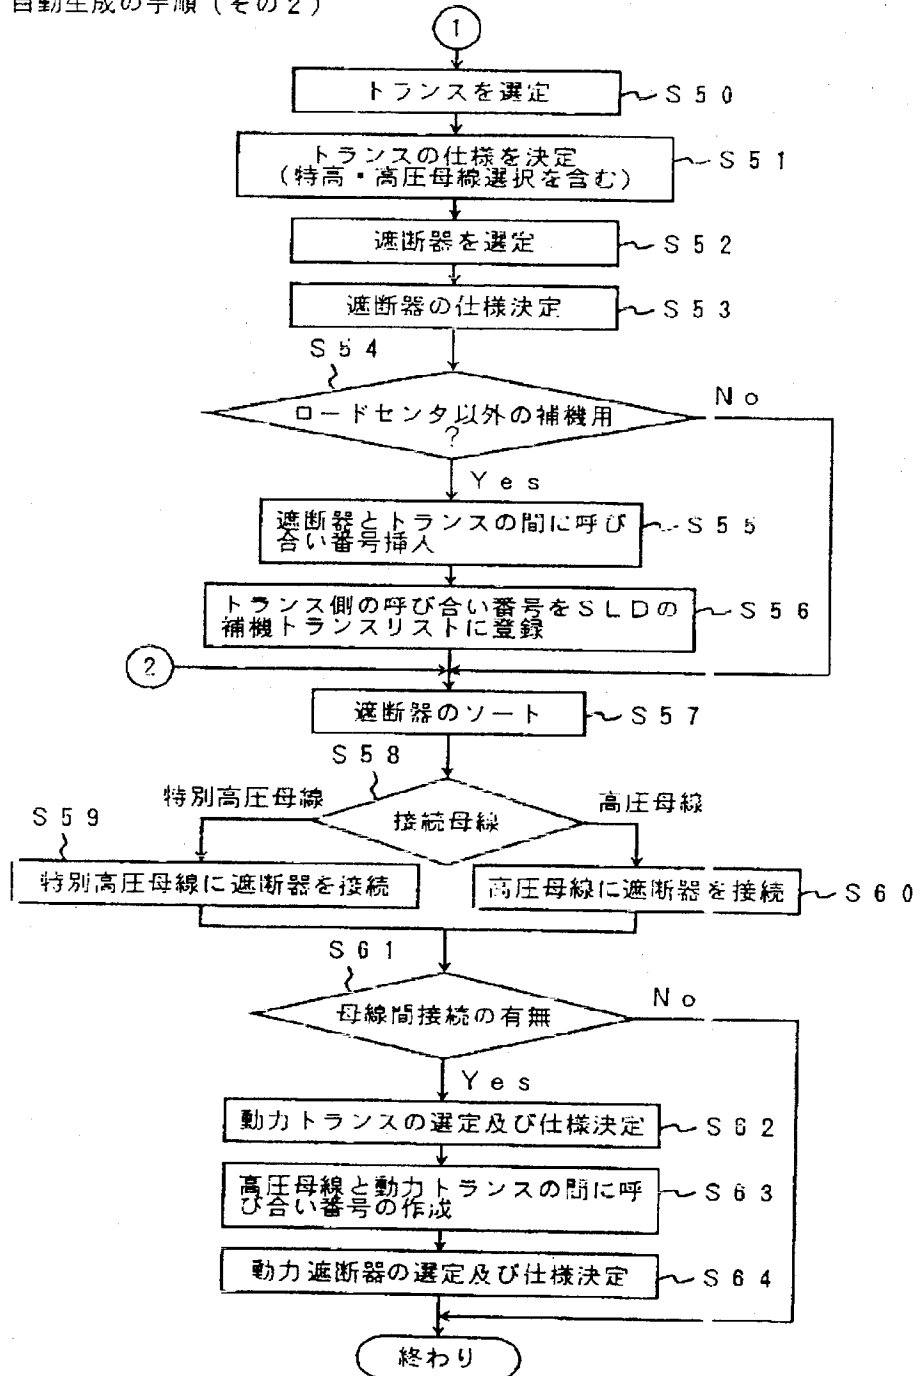 自動生成の手順(その2)
1
トランスを選定
S50
トランスの仕様を決定
(特高・高圧母線選択を含む)
S51
遮断器を選定
S52
遮断器の仕様決定
S53
S54
ロードセンタ以外の補機用
?
No
Yes
遮断器とトランスの間に呼び
合い番号挿入
S55
トランス側の呼び合い番号をSLDの
補機トランスリストに登録
S56
2
遮断器のソート
S57
S58
接続母線
特別高圧母線
高圧母線
S59
特別高圧母線に遮断器を接続
高圧母線に遮断器を接続
S60
S61
母線間接続の有無
No
Yes
動力トランスの選定及び仕様決定
S62
高圧母線と動力トランスの間に呼
び合い番号の作成
S63
動力遮断器の選定及び仕様決定
S64
終わり